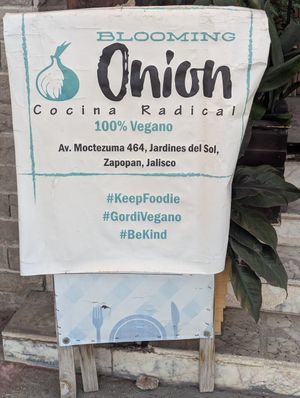 BLOOMING
Onion
Cocina Radical
100% Vegano
Av. Moctezuma 464, Jardines del Sol,
Zapopan, Jalisco
#KeepFoodie
#GordiVegano
#BeKind